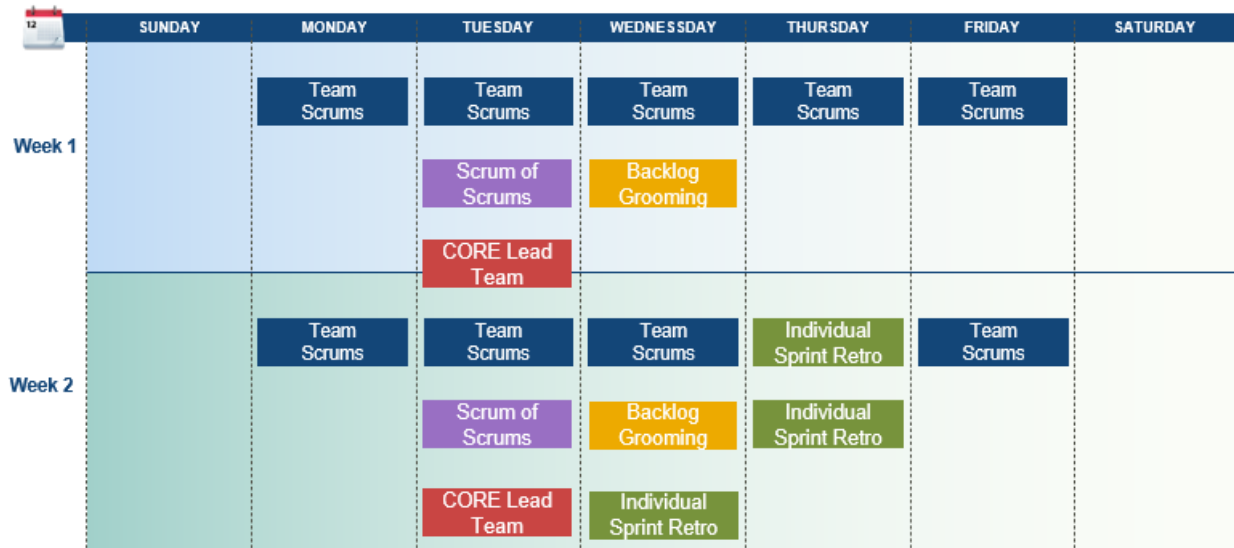 12
SUNDAY MONDAY TUESDAY WEDNESDAY THURSDAY FRIDAY SATURDAY
Week 1
Team
Scrums
Team
Scrums
Team
Scrums
Team
Scrums
Team
Scrums
Scrum of
Scrums
Backlog
Grooming
CORE Lead
Team
Week 2
Team
Scrums
Team
Scrums
Team
Scrums
Individual
Sprint Retro
Team
Scrums
Scrum of
Scrums
Backlog
Grooming
Individual
Sprint Retro
CORE Lead
Team
Individual
Sprint Retro